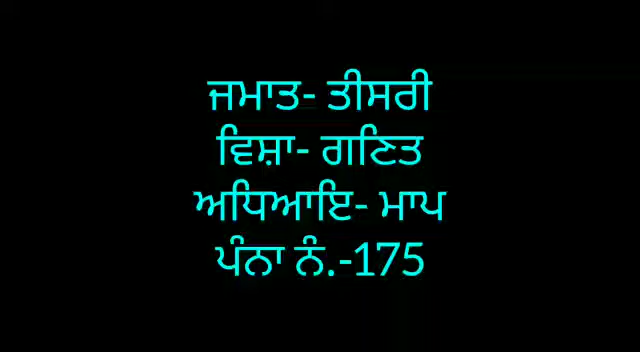 ਜਮਾਤ- ਤੀਸਰੀ
ਵਿਸ਼ਾ- ਗਣਿਤ
ਅਧਿਆਇ- ਮਾਪ
ਪੰਨਾ ਨੰ.-175